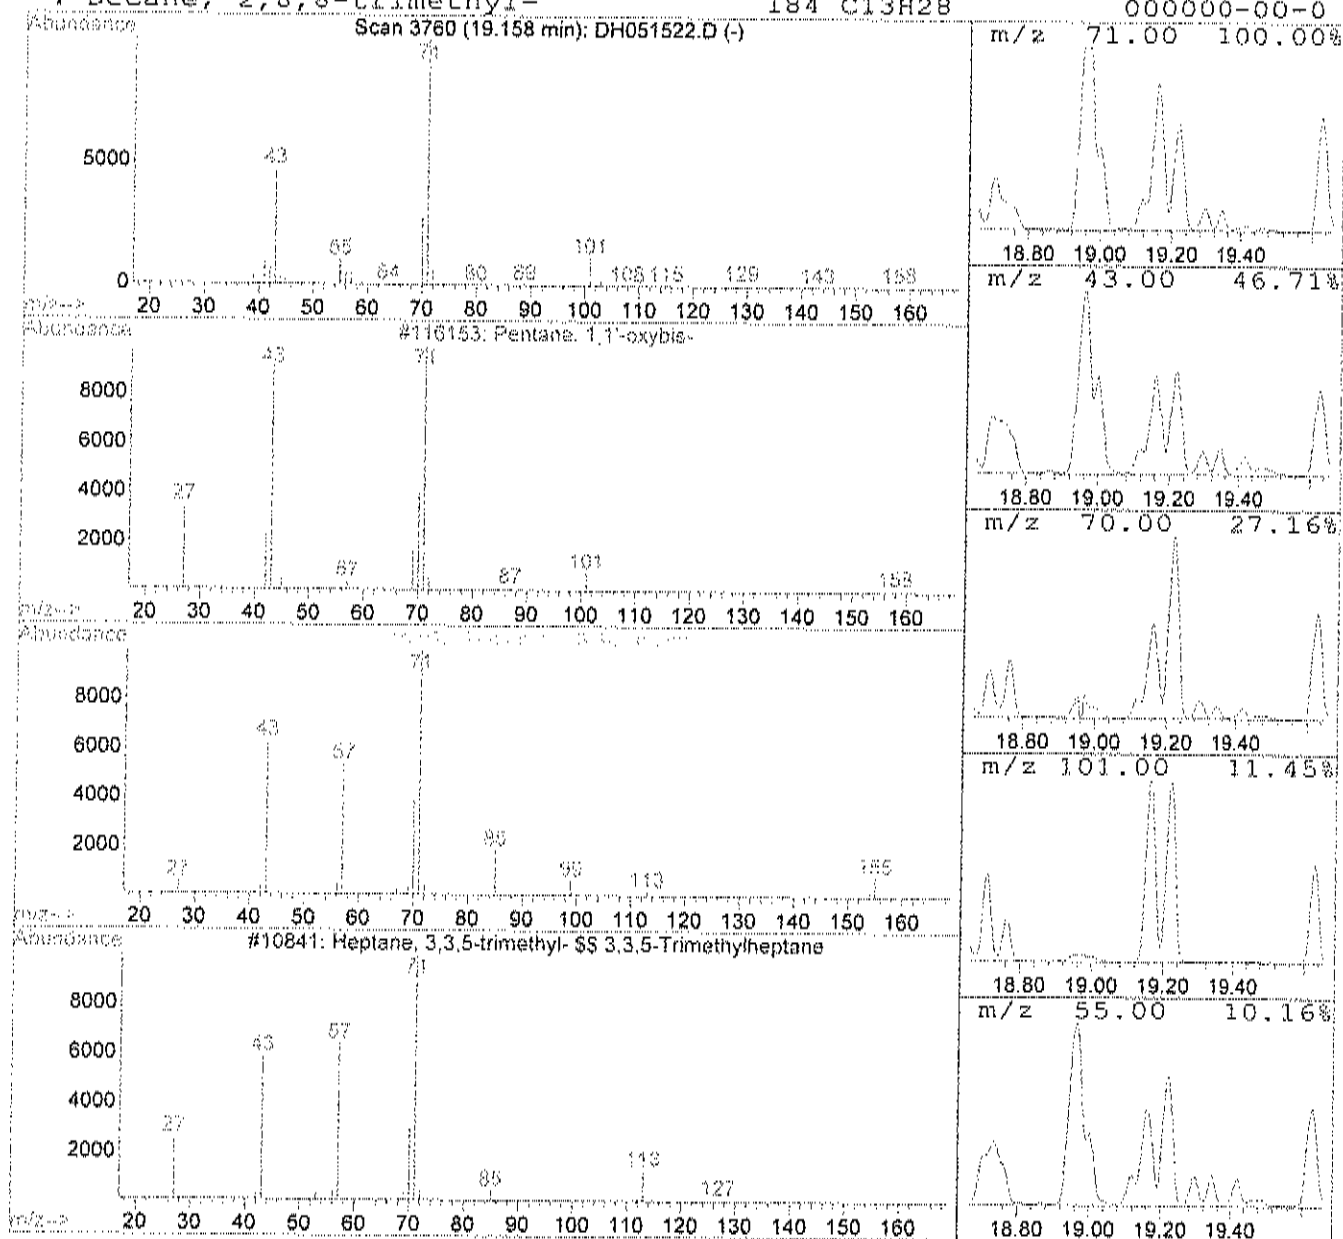 Decane, 2,6,8-trimethyl- 184 C13H28 000000-00-0
Abundance
Scan 3760 (19.158 min): DH051522.D (-)
71
5000
43
55
101
64
80
89
108 115
129
143
158
0
m/z-->
20 30 40 50 60 70 80 90 100 110 120 130 140 150 160
Abundance
#116153: Pentane, 1,1'-oxybis-
43
71
8000
6000
4000
2000
27
57
87
101
158
m/z-->
20 30 40 50 60 70 80 90 100 110 120 130 140 150 160
Abundance
71
8000
6000
4000
2000
43
57
27
85
99
113
155
m/z-->
20 30 40 50 60 70 80 90 100 110 120 130 140 150 160
Abundance
#10841: Heptane, 3,3,5-trimethyl- $$ 3,3,5-Trimethylheptane
71
8000
6000
4000
2000
43
57
27
85
113
127
m/z-->
20 30 40 50 60 70 80 90 100 110 120 130 140 150 160
m/z 71.00 100.00%
18.80 19.00 19.20 19.40
m/z 43.00 46.71%
18.80 19.00 19.20 19.40
m/z 70.00 27.16%
18.80 19.00 19.20 19.40
m/z 101.00 11.45%
18.80 19.00 19.20 19.40
m/z 55.00 10.16%
18.80 19.00 19.20 19.40